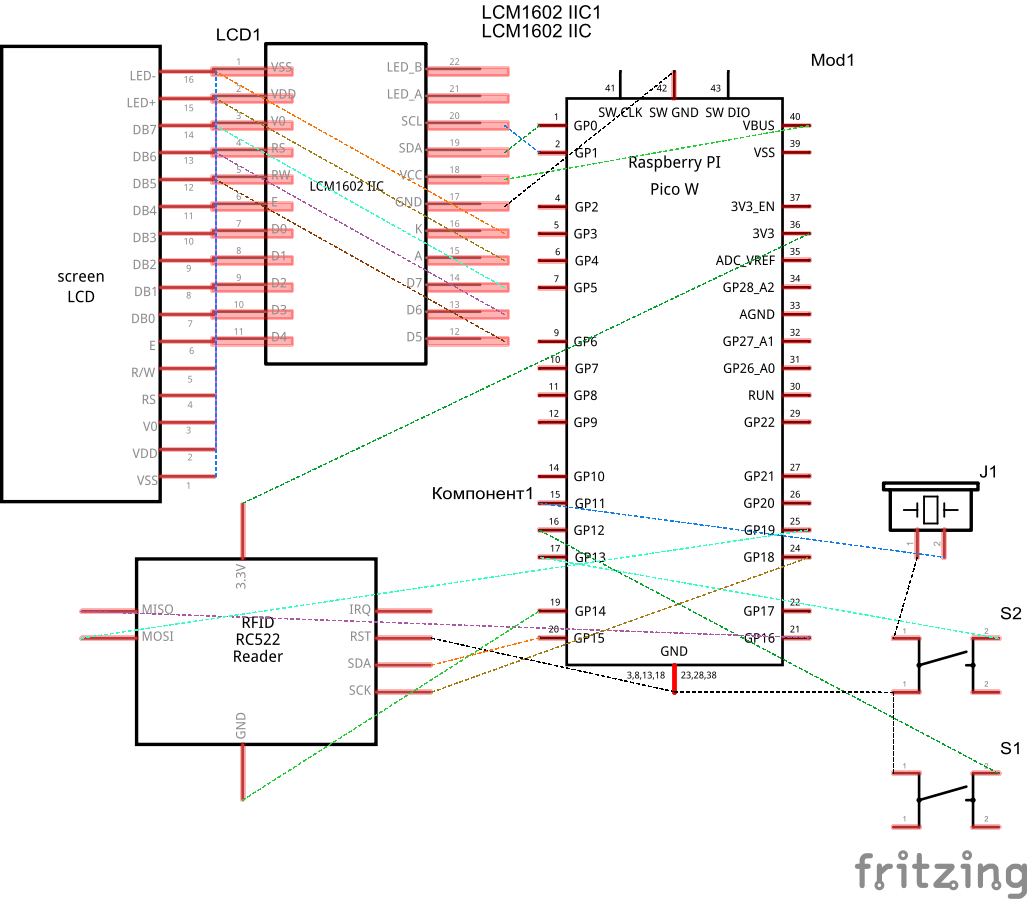 LCM1602 IIC1
LCM1602 IIC
LCD1
Mod1
LED- 16
LED+ 15
DB7 14
DB6 13
DB5 12
DB4 11
DB3 10
DB2 9
DB1 8
DB0 7
E 6
R/W 5
RS 4
V0 3
VDD 2
VSS 1
screen
LCD
1 VSS
2 VDD
3 V0
4 RS
5 RW
6 E
7 D0
8 D1
9 D2
10 D3
11 D4
LCM1602 IIC
LED_B 22
LED_A 21
SCL 20
SDA 19
VCC 18
GND 17
K 16
A 15
D7 14
D6 13
D5 12
41 42 43
SW CLK SW GND SW DIO
Raspberry PI
Pico W
1 GP0
2 GP1
4 GP2
5 GP3
6 GP4
7 GP5
9 GP6
10 GP7
11 GP8
12 GP9
14 GP10
15 GP11
16 GP12
17 GP13
19 GP14
20 GP15
VBUS 40
VSS 39
3V3_EN 37
3V3 36
ADC_VREF 35
GP28_A2 34
AGND 33
GP27_A1 32
GP26_A0 31
RUN 30
GP22 29
GP21 27
GP20 26
GP19 25
GP18 24
GP17 22
GP16 21
GND
3,8,13,18 23,28,38
Компонент1
3.3V
MISO
MOSI
RFID
RC522
Reader
IRQ
RST
SDA
SCK
GND
J1
1 2
S2
1 2
1 2
S1
1 2
1 2
fritzing